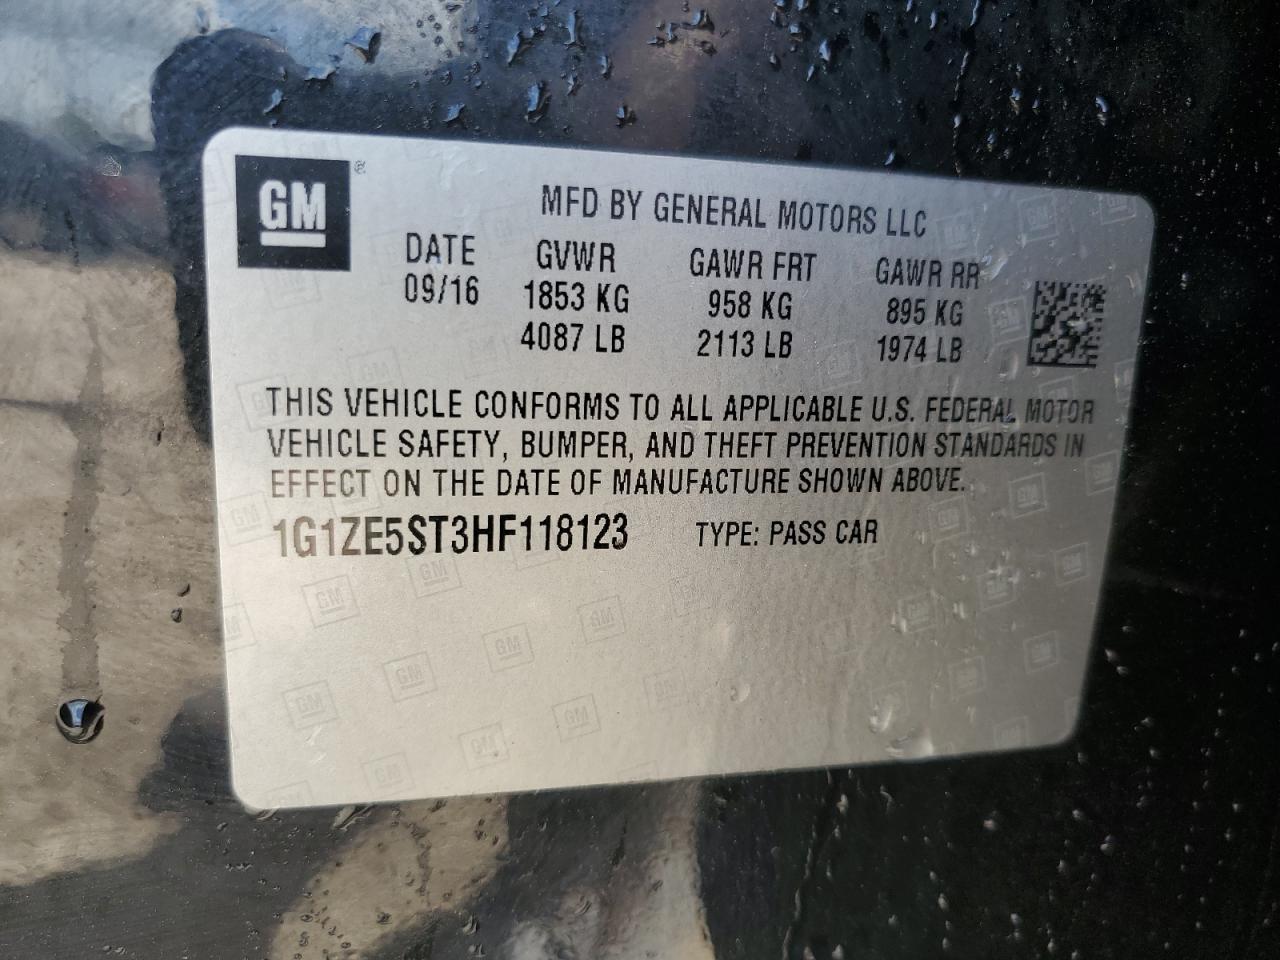 GM ®
MFD BY GENERAL MOTORS LLC
DATE GVWR GAWR FRT GAWR RR
09/16 1853 KG 958 KG 895 KG
4087 LB 2113 LB 1974 LB
THIS VEHICLE CONFORMS TO ALL APPLICABLE U.S. FEDERAL MOTOR
VEHICLE SAFETY, BUMPER, AND THEFT PREVENTION STANDARDS IN
EFFECT ON THE DATE OF MANUFACTURE SHOWN ABOVE.
1G1ZE5ST3HF118123 TYPE: PASS CAR